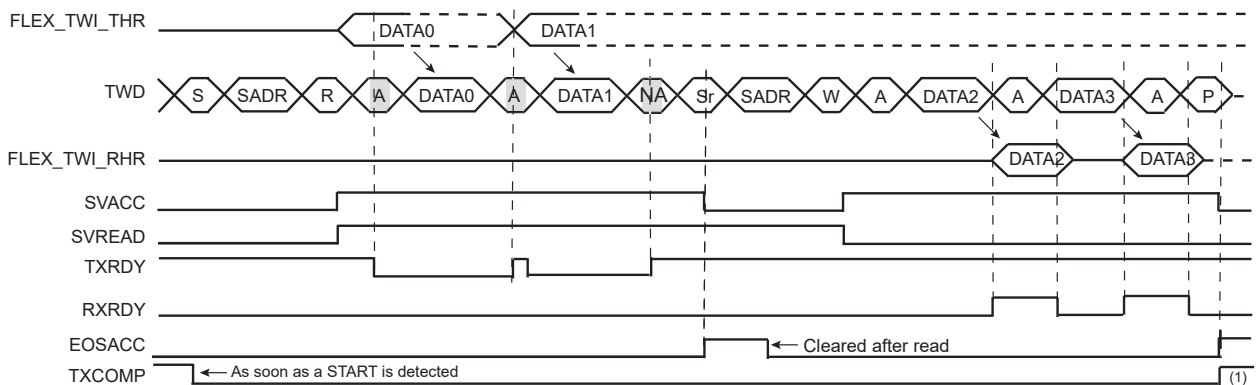 FLEX_TWI_THR DATA0 DATA1
TWD S SADR R A DATA0 A DATA1 NA Sr SADR W A DATA2 A DATA3 A P
FLEX_TWI_RHR DATA2 DATA3
SVACC
SVREAD
TXRDY
RXRDY
EOSACC Cleared after read
TXCOMP As soon as a START is detected (1)